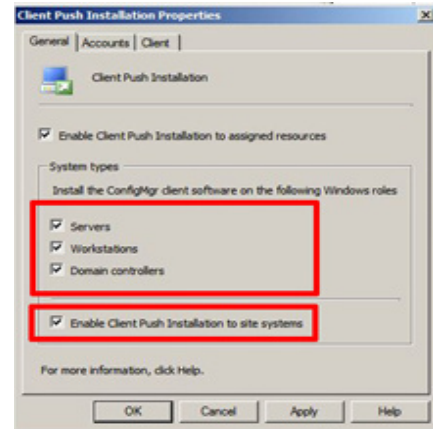 Client Push Installation Properties
General Accounts Client
Client Push Installation
Enable Client Push Installation to assigned resources
System types
Install the ConfigMgr client software on the following Windows roles
Servers
Workstations
Domain controllers
Enable Client Push Installation to site systems
For more information, click Help.
OK Cancel Apply Help